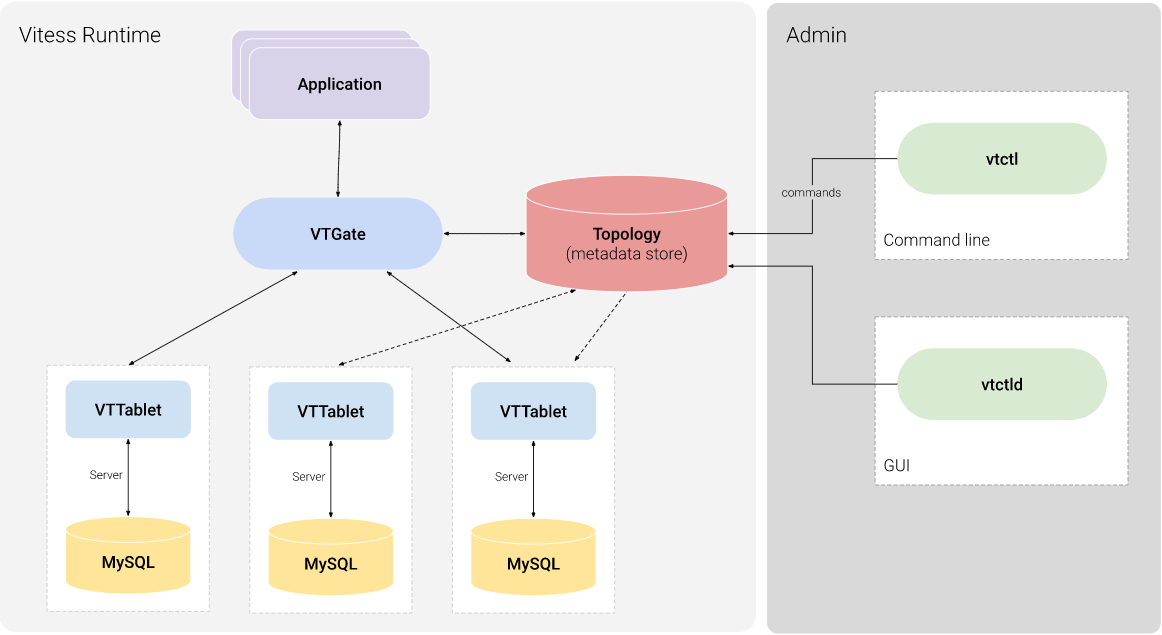 Vitess Runtime
Admin
Application
vtctl
commands
VTGate
Topology
(metadata store)
Command line
vtctld
VTTablet
VTTablet
VTTablet
GUI
Server
Server
Server
MySQL
MySQL
MySQL